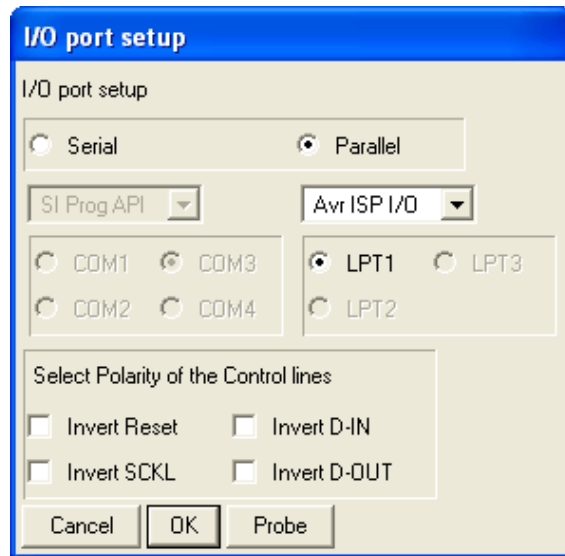 I/O port setup
I/O port setup
Serial Parallel
SI Prog API Avr ISP I/O
COM1 COM3 LPT1 LPT3
COM2 COM4 LPT2
Select Polarity of the Control lines
Invert Reset Invert D-IN
Invert SCKL Invert D-OUT
Cancel OK Probe